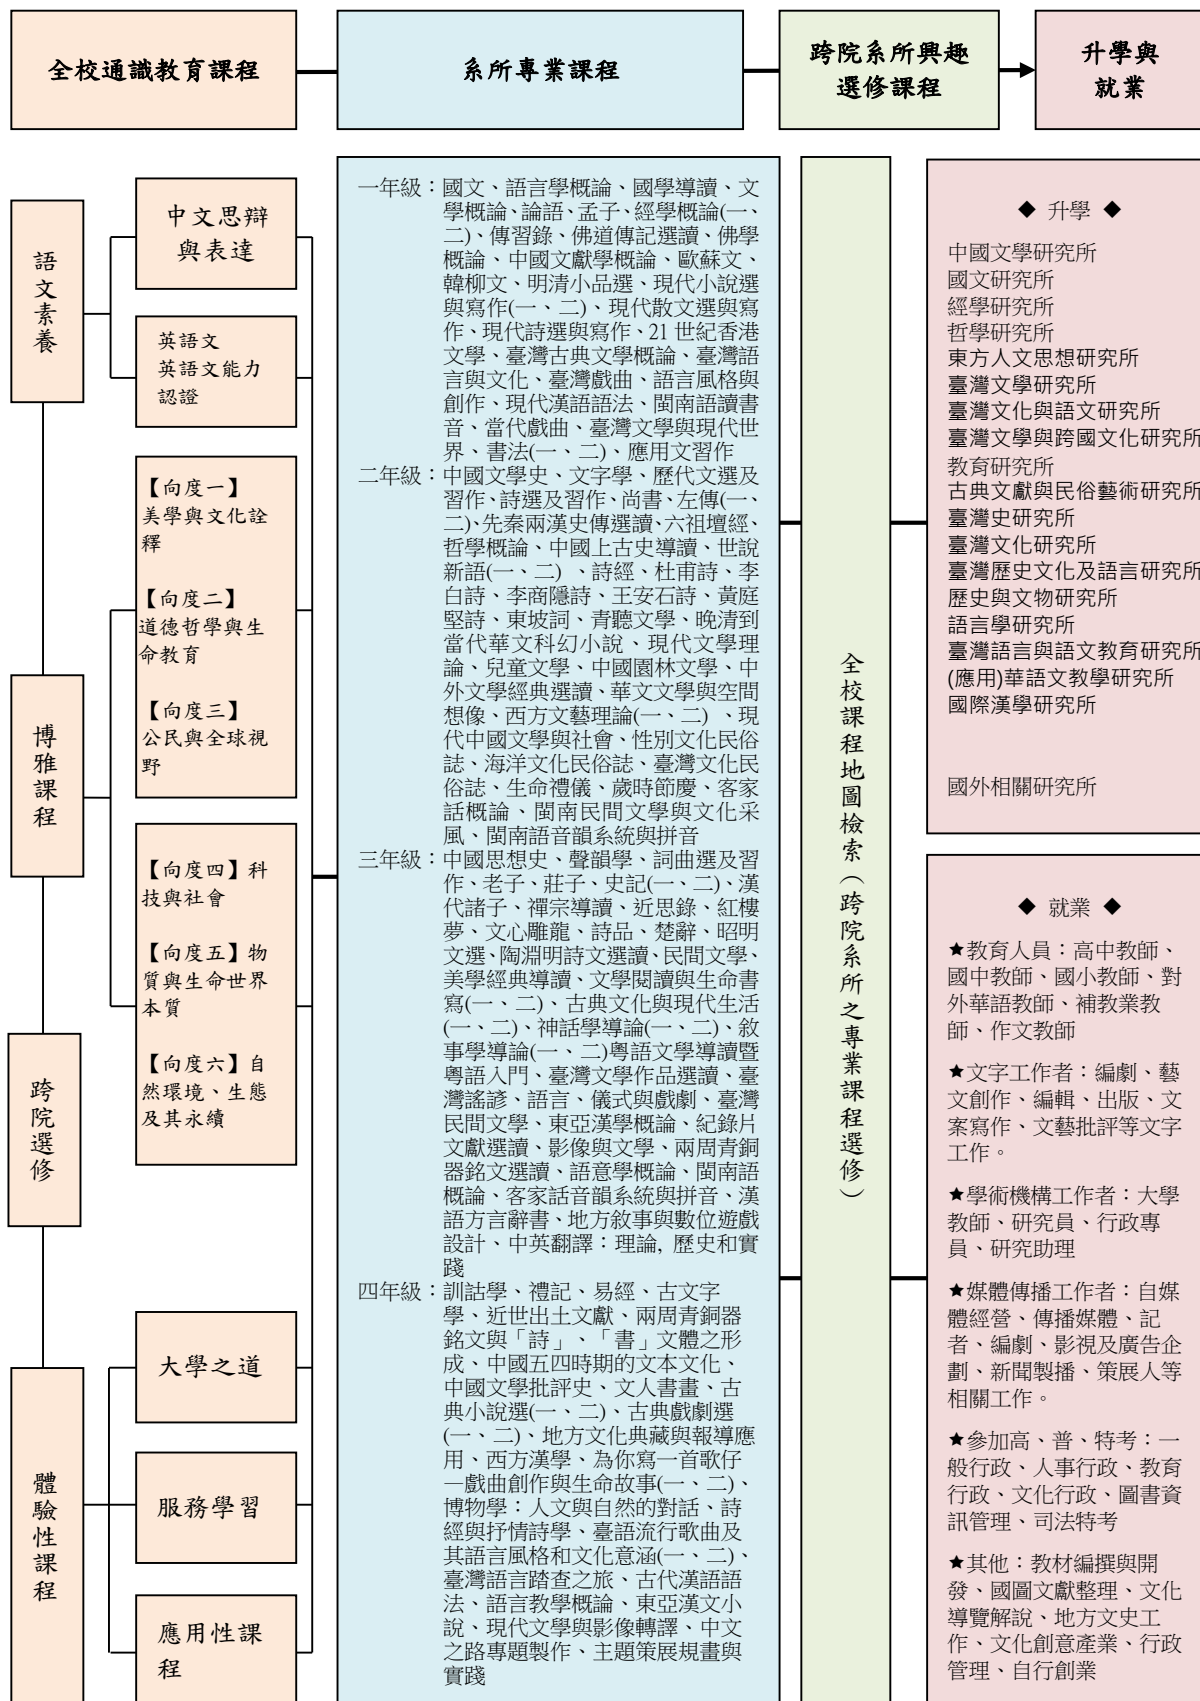 全校通識教育課程
系所專業課程
跨院系所興趣
選修課程
升學與
就業
語文素養
博雅課程
跨院選修
體驗性課程
中文思辯
與表達
英語文
英語文能力
認證
【向度一】
美學與文化詮
釋
【向度二】
道德哲學與生
命教育
【向度三】
公民與全球視
野
【向度四】科
技與社會
【向度五】物
質與生命世界
本質
【向度六】自
然環境、生態
及其永續
大學之道
服務學習
應用性課
程
一年級：國文、語言學概論、國學導讀、文
學概論、論語、孟子、經學概論(一、
二)、傳習錄、佛道傳記選讀、佛學
概論、中國文獻學概論、歐蘇文、
韓柳文、明清小品選、現代小說選
與寫作(一、二)、現代散文選與寫
作、現代詩選與寫作、21 世紀香港
文學、臺灣古典文學概論、臺灣語
言與文化、臺灣戲曲、語言風格與
創作、現代漢語語法、閩南語讀書
音、當代戲曲、臺灣文學與現代世
界、書法(一、二)、應用文習作
二年級：中國文學史、文字學、歷代文選及
習作、詩選及習作、尚書、左傳(一、
二)、先秦兩漢史傳選讀、六祖壇經、
哲學概論、中國上古史導讀、世說
新語(一、二) 、詩經、杜甫詩、李
白詩、李商隱詩、王安石詩、黃庭
堅詩、東坡詞、青聽文學、晚清到
當代華文科幻小說、現代文學理
論、兒童文學、中國園林文學、中
外文學經典選讀、華文文學與空間
想像、西方文藝理論(一、二) 、現
代中國文學與社會、性別文化民俗
誌、海洋文化民俗誌、臺灣文化民
俗誌、生命禮儀、歲時節慶、客家
話概論、閩南民間文學與文化采
風、閩南語音韻系統與拼音
三年級：中國思想史、聲韻學、詞曲選及習
作、老子、莊子、史記(一、二)、漢
代諸子、禪宗導讀、近思錄、紅樓
夢、文心雕龍、詩品、楚辭、昭明
文選、陶淵明詩文選讀、民間文學、
美學經典導讀、文學閱讀與生命書
寫(一、二)、古典文化與現代生活
(一、二)、神話學導論(一、二)、敘
事學導論(一、二)粵語文學導讀暨
粵語入門、臺灣文學作品選讀、臺
灣謠諺、語言、儀式與戲劇、臺灣
民間文學、東亞漢學概論、紀錄片
文獻選讀、影像與文學、兩周青銅
器銘文選讀、語意學概論、閩南語
概論、客家話音韻系統與拼音、漢
語方言辭書、地方敘事與數位遊戲
設計、中英翻譯：理論, 歷史和實
踐
四年級：訓詁學、禮記、易經、古文字
學、近世出土文獻、兩周青銅器
銘文與「詩」、「書」文體之形
成、中國五四時期的文本文化、
中國文學批評史、文人書畫、古
典小說選(一、二)、古典戲劇選
(一、二)、地方文化典藏與報導應
用、西方漢學、為你寫一首歌仔
—戲曲創作與生命故事(一、二)、
博物學：人文與自然的對話、詩
經與抒情詩學、臺語流行歌曲及
其語言風格和文化意涵(一、二)、
臺灣語言踏查之旅、古代漢語語
法、語言教學概論、東亞漢文小
說、現代文學與影像轉譯、中文
之路專題製作、主題策展規畫與
實踐
全校課程地圖檢索（跨院系所之專業課程選修）
◆ 升學 ◆
中國文學研究所
國文研究所
經學研究所
哲學研究所
東方人文思想研究所
臺灣文學研究所
臺灣文化與語文研究所
臺灣文學與跨國文化研究所
教育研究所
古典文獻與民俗藝術研究所
臺灣史研究所
臺灣文化研究所
臺灣歷史文化及語言研究所
歷史與文物研究所
語言學研究所
臺灣語言與語文教育研究所
(應用)華語文教學研究所
國際漢學研究所
國外相關研究所
◆ 就業 ◆
★教育人員：高中教師、
國中教師、國小教師、對
外華語教師、補教業教
師、作文教師
★文字工作者：編劇、藝
文創作、編輯、出版、文
案寫作、文藝批評等文字
工作。
★學術機構工作者：大學
教師、研究員、行政專
員、研究助理
★媒體傳播工作者：自媒
體經營、傳播媒體、記
者、編劇、影視及廣告企
劃、新聞製播、策展人等
相關工作。
★參加高、普、特考：一
般行政、人事行政、教育
行政、文化行政、圖書資
訊管理、司法特考
★其他：教材編撰與開
發、國圖文獻整理、文化
導覽解說、地方文史工
作、文化創意產業、行政
管理、自行創業